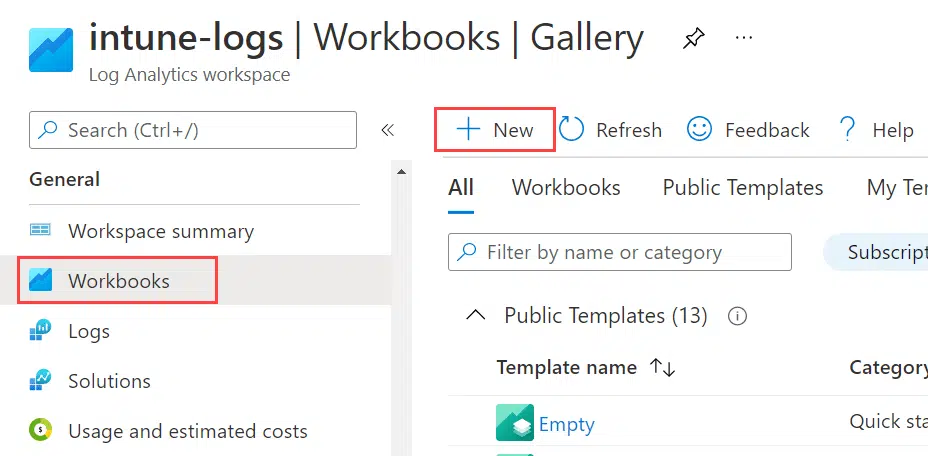 intune-logs | Workbooks | Gallery
...
Log Analytics workspace
Search (Ctrl+/)
«
New
Refresh
Feedback
? Help
General
All
Workbooks
Public Templates
My Ter
Workspace summary
Filter by name or category
Subscript
Workbooks
Public Templates (13)
Logs
Template name
Category
Solutions
Empty
Quick sta
Usage and estimated costs